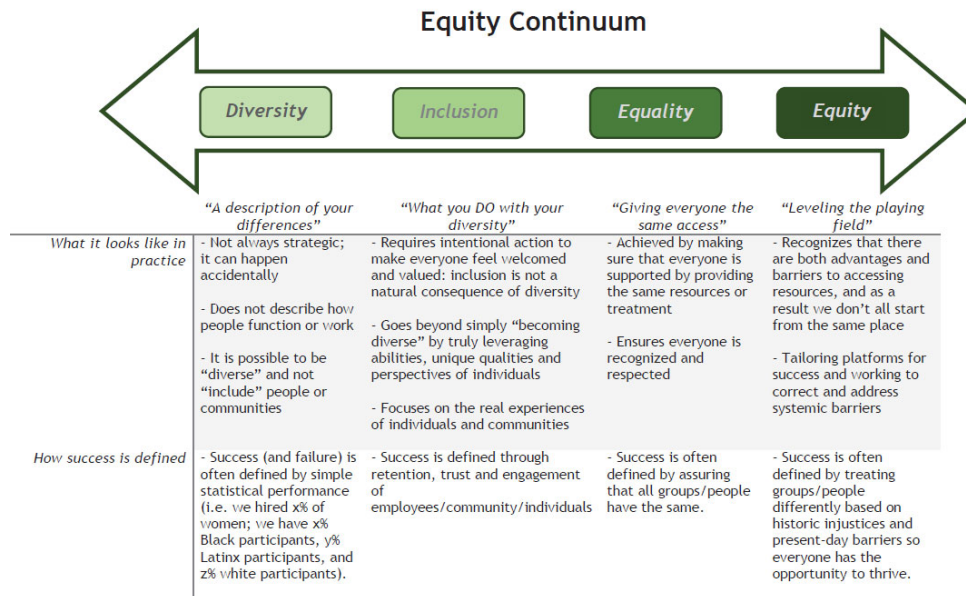 Equity Continuum
Diversity
Inclusion
Equality
Equity
“A description of your
differences”
“What you DO with your
diversity”
“Giving everyone the
same access”
“Leveling the playing
field”
What it looks like in
practice
- Not always strategic;
it can happen
accidentally
- Does not describe how
people function or work
- It is possible to be
“diverse” and not
“include” people or
communities
- Requires intentional action to
make everyone feel welcomed
and valued: inclusion is not a
natural consequence of diversity
- Goes beyond simply “becoming
diverse” by truly leveraging
abilities, unique qualities and
perspectives of individuals
- Focuses on the real experiences
of individuals and communities
- Achieved by making
sure that everyone is
supported by providing
the same resources or
treatment
- Ensures everyone is
recognized and
respected
- Recognizes that there
are both advantages and
barriers to accessing
resources, and as a
result we don’t all start
from the same place
- Tailoring platforms for
success and working to
correct and address
systemic barriers
How success is defined
- Success (and failure) is
often defined by simple
statistical performance
(i.e. we hired x% of
women; we have x%
Black participants, y%
Latinx participants, and
z% white participants).
- Success is defined through
retention, trust and engagement
of
employees/community/individuals
- Success is often
defined by assuring
that all groups/people
have the same.
- Success is often
defined by treating
groups/people
differently based on
historic injustices and
present-day barriers so
everyone has the
opportunity to thrive.